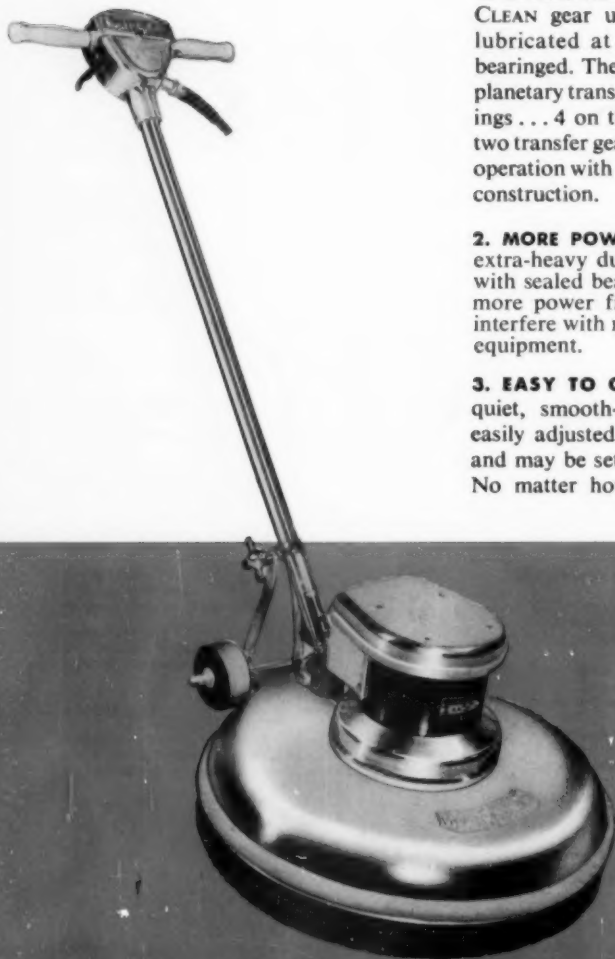 CLEAN gear u
lubricated at
bearinged. The
planetary trans
ings . . . 4 on t
two transfer gea
operation with
construction.
2. MORE POW
extra-heavy du
with sealed bea
more power f
interfere with r
equipment.
3. EASY TO O
quiet, smooth-
easily adjusted
and may be set
No matter ho